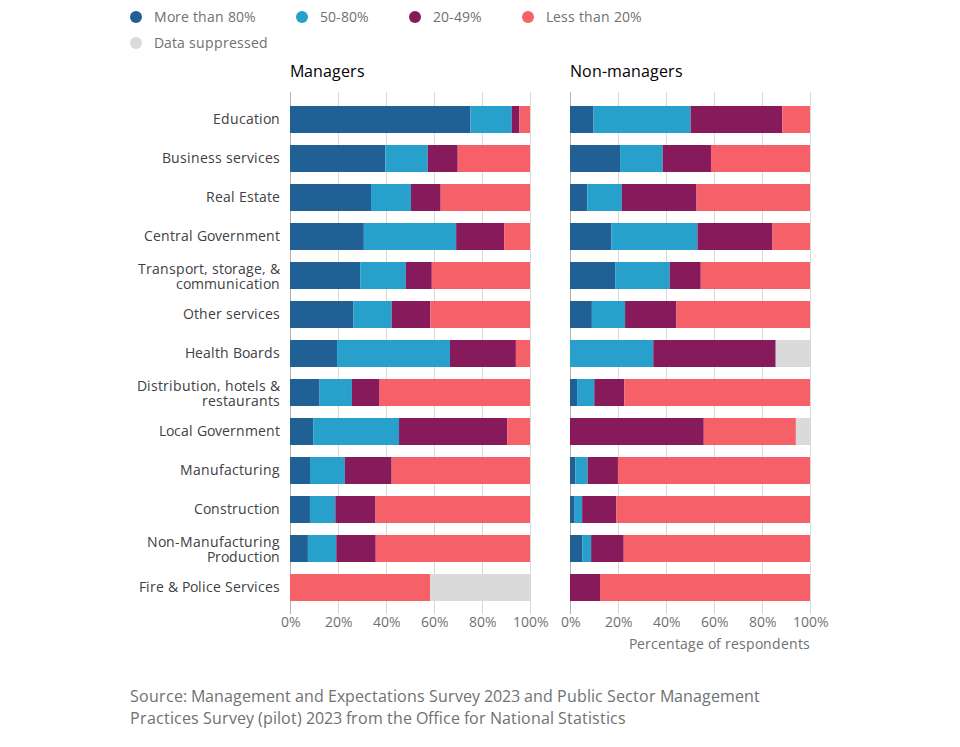 More than 80%
50-80%
20-49%
Less than 20%
Data suppressed
Managers
Non-managers
Education
Business services
Real Estate
Central Government
Transport, storage, &
communication
Other services
Health Boards
Distribution, hotels &
restaurants
Local Government
Manufacturing
Construction
Non-Manufacturing
Production
Fire & Police Services
0% 20% 40% 60% 80% 100%
0% 20% 40% 60% 80% 100%
Percentage of respondents
Source: Management and Expectations Survey 2023 and Public Sector Management
Practices Survey (pilot) 2023 from the Office for National Statistics